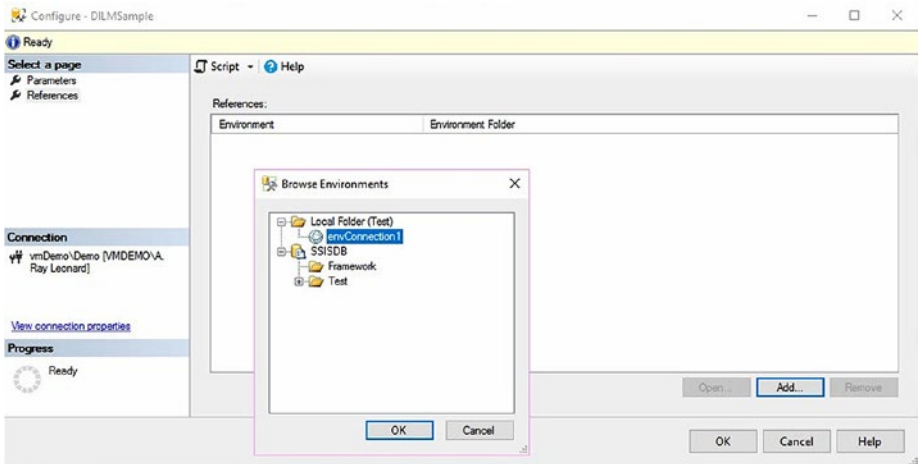 Configure - DILMSample
Ready
Select a page
Parameters
References
Script
Help
References:
Environment
Environment Folder
Browse Environments
Local Folder (Test)
envConnection1
SSISDB
Framework
Test
OK
Cancel
Connection
vmDemo\Demo [VMDEMO\A.
Ray Leonard]
View connection properties
Progress
Ready
Open...
Add...
Remove
OK
Cancel
Help